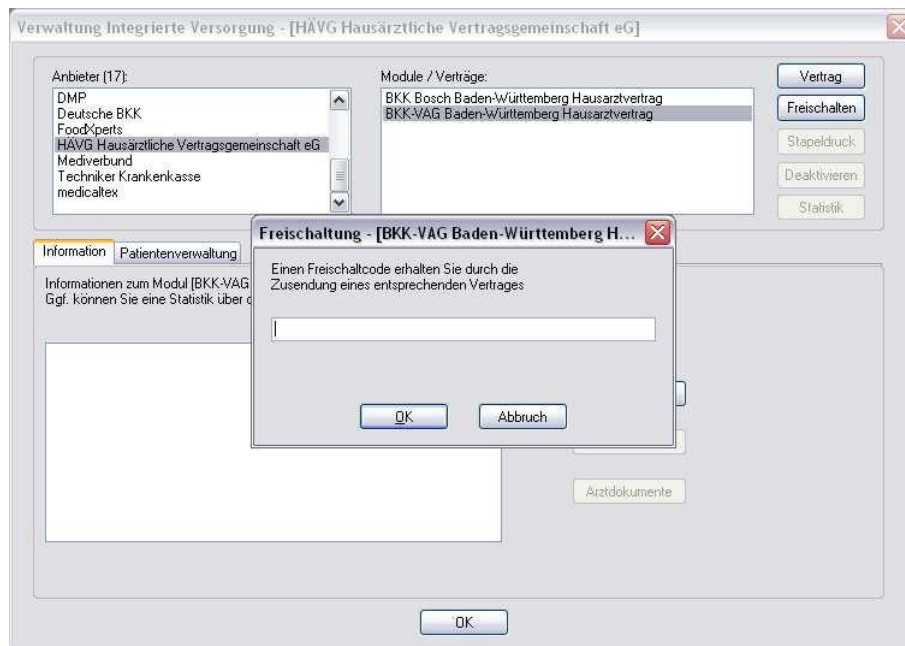 Verwaltung Integrierte Versorgung - [HÄVG Hausärztliche Vertragsgemeinschaft eG]
Anbieter (17):
DMP
Deutsche BKK
FoodXperts
HÄVG Hausärztliche Vertragsgemeinschaft eG
Mediverbund
Techniker Krankenkasse
medicaltex
Module / Verträge:
BKK Bosch Baden-Württemberg Hausarztvertrag
BKK-VAG Baden-Württemberg Hausarztvertrag
Vertrag
Freischalten
Stapeldruck
Deaktivieren
Statistik
Information
Patientenverwaltung
Informationen zum Modul [BKK-VAG
Ggf. können Sie eine Statistik über
Freischaltung - [BKK-VAG Baden-Württemberg H...
Einen Freischaltcode erhalten Sie durch die
Zusendung eines entsprechenden Vertrages
OK
Abbruch
Arztdokumente
OK